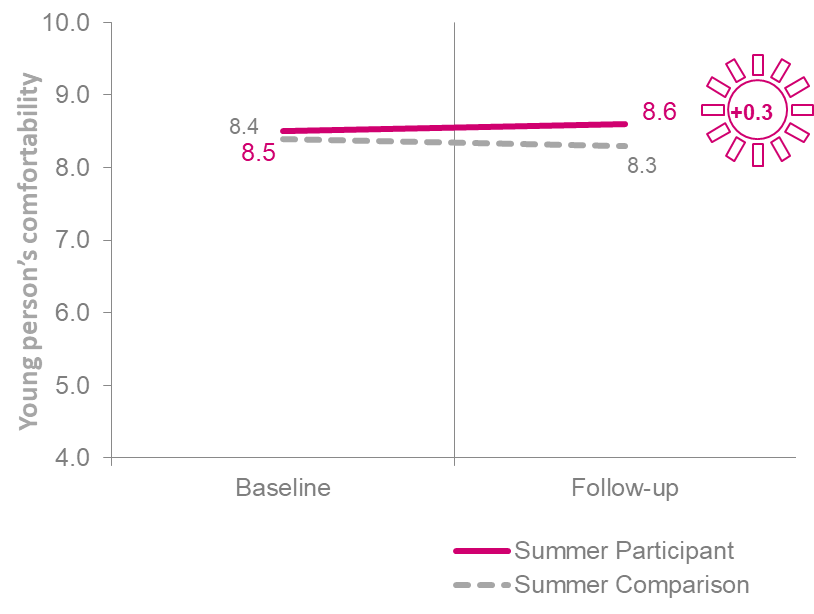 Young person's comfortability
10.0
9.0
8.0
7.0
6.0
5.0
4.0
8.4
8.5
8.6
8.3
+0.3
Baseline
Follow-up
Summer Participant
Summer Comparison